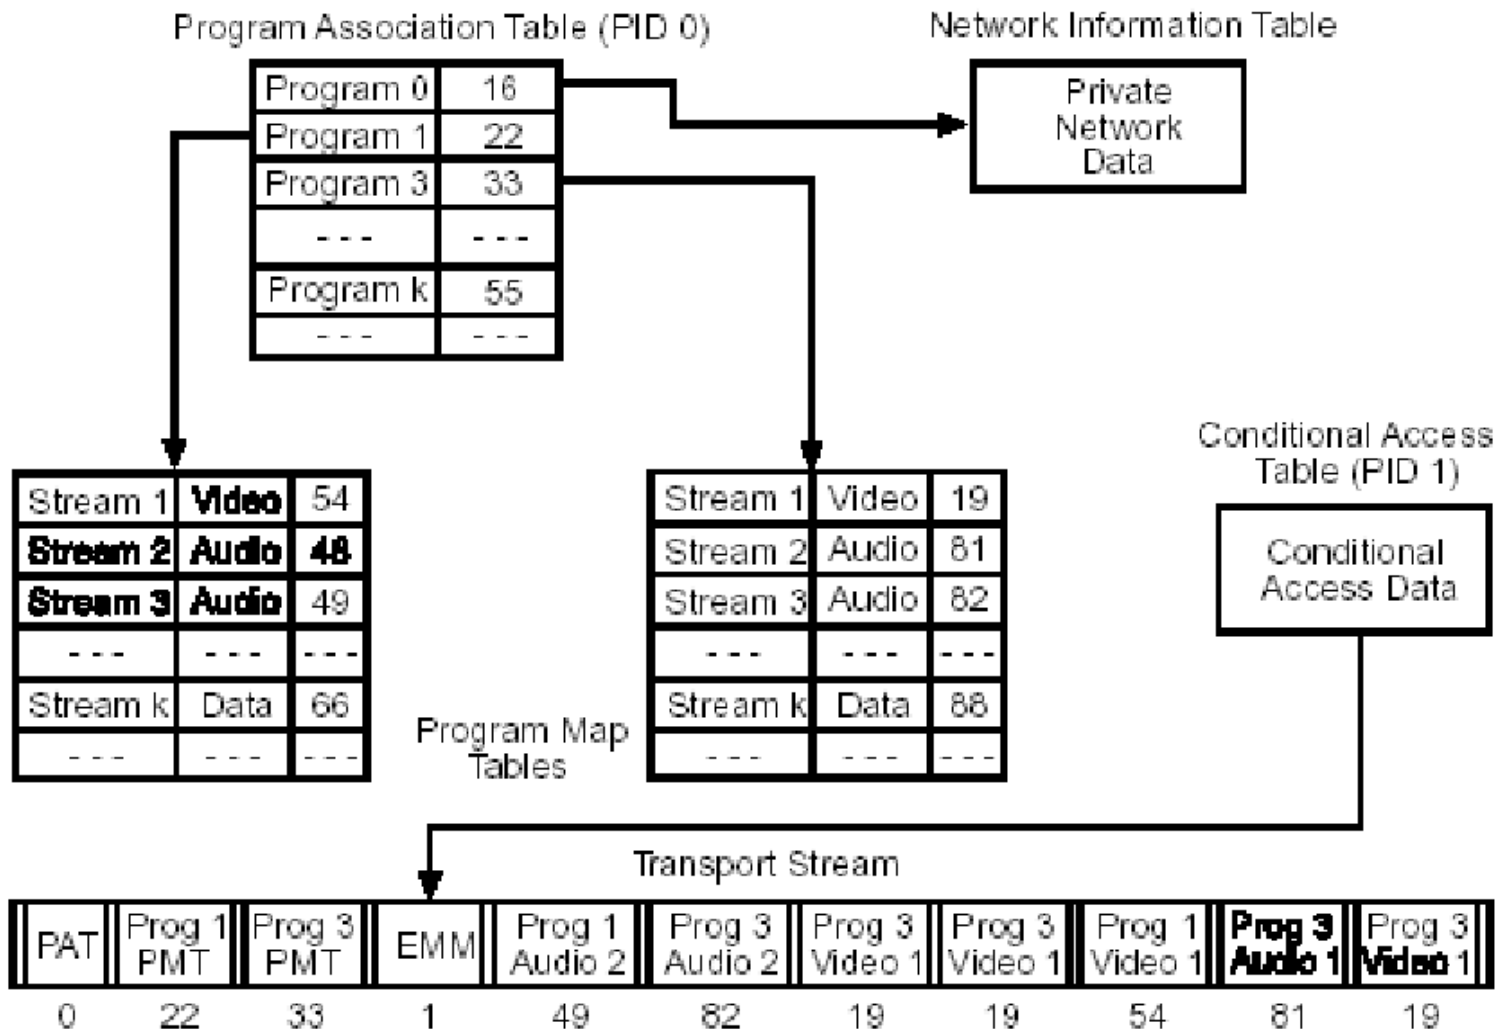 Program Association Table (PID 0)
Network Information Table
Program 0 16
Program 1 22
Program 3 33
- - - - - -
Program k 55
- - - - - -
Private
Network
Data
Conditional Access
Table (PID 1)
Conditional
Access Data
Stream 1 Video 54
Stream 2 Audio 48
Stream 3 Audio 49
- - - - - - - - -
Stream k Data 66
- - - - - - - - -
Program Map
Tables
Stream 1 Video 19
Stream 2 Audio 81
Stream 3 Audio 82
- - - - - - - - -
Stream k Data 88
- - - - - - - - -
Transport Stream
PAT
Prog 1
PMT
Prog 3
PMT
EMM
Prog 1
Audio 2
Prog 3
Audio 2
Prog 3
Video 1
Prog 3
Video 1
Prog 1
Video 1
Prog 3
Audio 1
Prog 3
Video 1
0 22 33 1 49 82 19 19 54 81 19